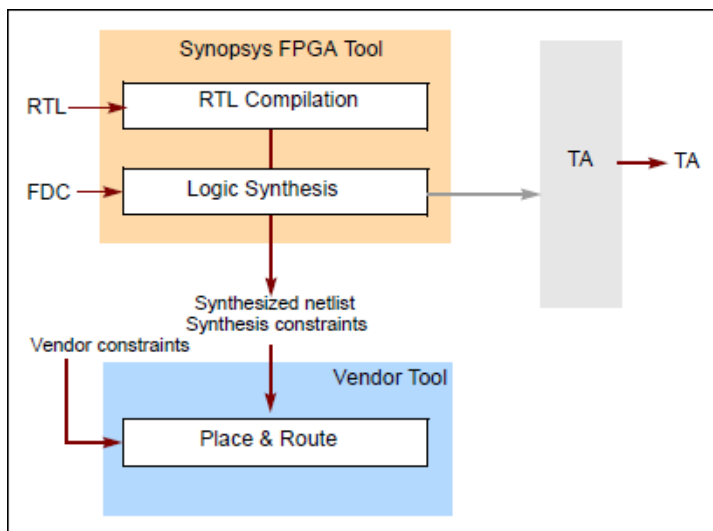 Synopsys FPGA Tool
RTL
RTL Compilation
FDC
Logic Synthesis
TA
TA
Synthesized netlist
Synthesis constraints
Vendor constraints
Vendor Tool
Place & Route